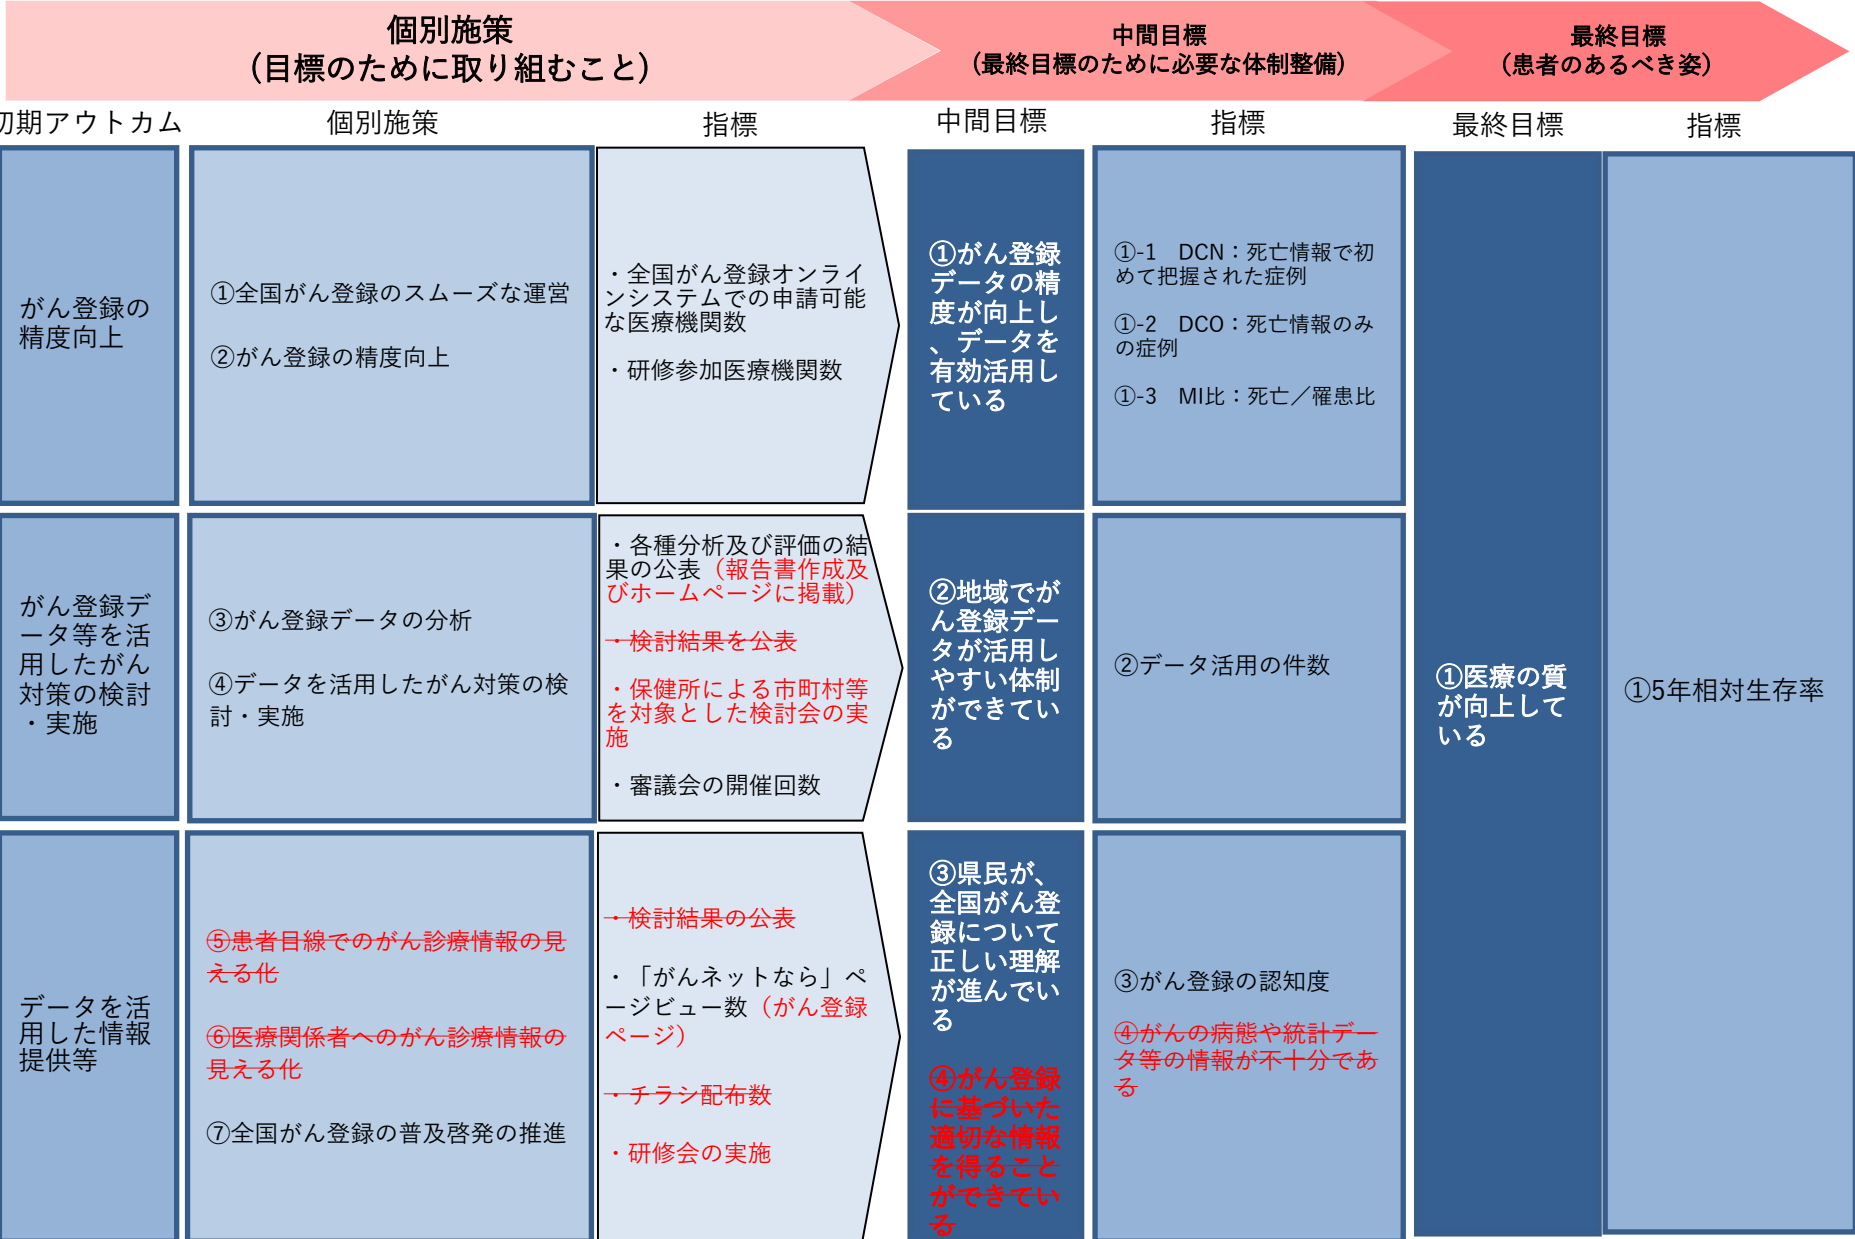 個別施策
（目標のために取り組むこと）
中間目標
（最終目標のために必要な体制整備）
最終目標
（患者のあるべき姿）
初期アウトカム
個別施策
指標
中間目標
指標
最終目標
指標
がん登録の
精度向上
①全国がん登録のスムーズな運営
②がん登録の精度向上
・全国がん登録オンライ
ンシステムでの申請可能
な医療機関数
・研修参加医療機関数
①がん登録
データの精
度が向上し
、データを
有効活用し
ている
①-1　DCN：死亡情報で初
めて把握された症例
①-2　DCO：死亡情報のみ
の症例
①-3　MI比：死亡／罹患比
がん登録デ
ータ等を活
用したがん
対策の検討
・実施
③がん登録データの分析
④データを活用したがん対策の検
討・実施
・各種分析及び評価の結
果の公表（報告書作成及
びホームページに掲載）
・検討結果を公表
・保健所による市町村等
を対象とした検討会の実
施
・審議会の開催回数
②地域でが
ん登録デー
タが活用し
やすい体制
ができてい
る
②データ活用の件数
①医療の質
が向上して
いる
①5年相対生存率
データを活
用した情報
提供等
⑤患者目線でのがん診療情報の見
える化
⑥医療関係者へのがん診療情報の
見える化
⑦全国がん登録の普及啓発の推進
・検討結果の公表
・「がんネットなら」ペ
ージビュー数（がん登録
ページ）
・チラシ配布数
・研修会の実施
③県民が、
全国がん登
録について
正しい理解
が進んでい
る
④がん登録
に基づいた
適切な情報
を得ること
ができてい
る
③がん登録の認知度
④がんの病態や統計デー
タ等の情報が不十分であ
る